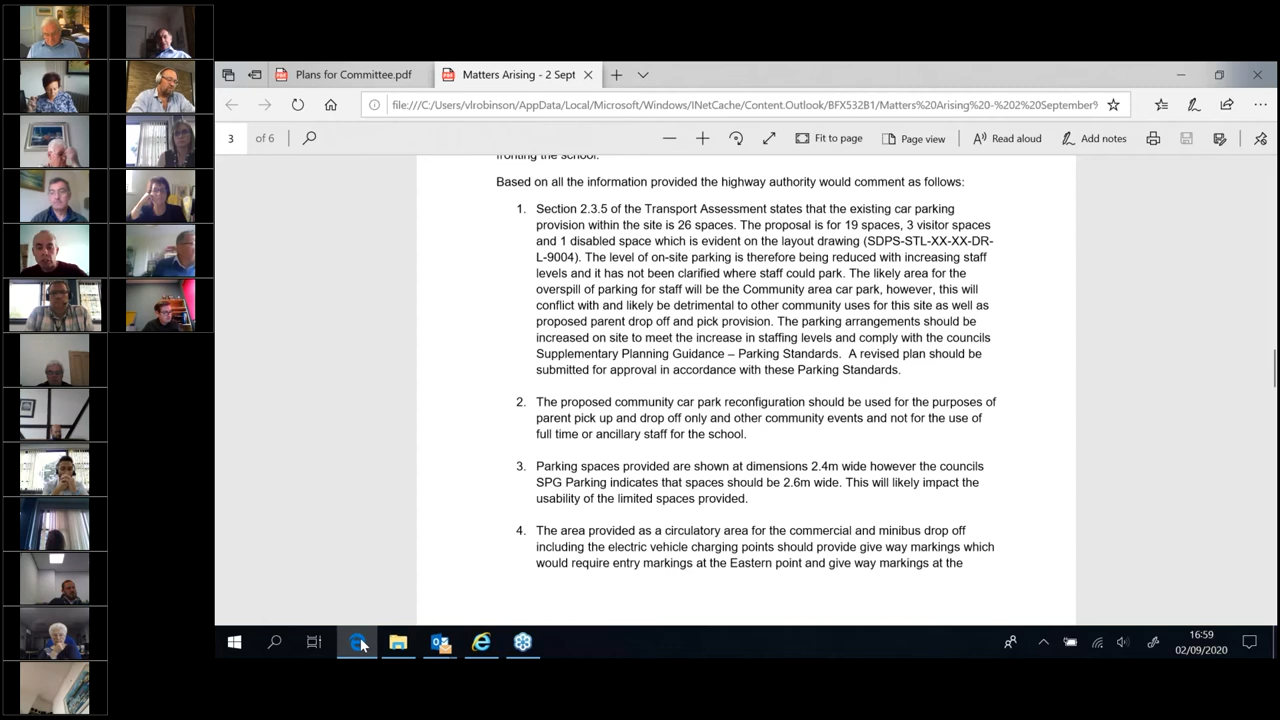 Plans for Committee.pdf
Matters Arising - 2 Sept
file:///C:/Users/vlrobinson/AppData/Local/Microsoft/Windows/INetCache/Content.Outlook/BFX532B1/Matters%20Arising%20-%202%20September%
3 of 6
Fit to page
Page view
Read aloud
Add notes
fronting the school.
Based on all the information provided the highway authority would comment as follows:
1. Section 2.3.5 of the Transport Assessment states that the existing car parking
provision within the site is 26 spaces. The proposal is for 19 spaces, 3 visitor spaces
and 1 disabled space which is evident on the layout drawing (SDPS-STL-XX-XX-DR-
L-9004). The level of on-site parking is therefore being reduced with increasing staff
levels and it has not been clarified where staff could park. The likely area for the
overspill of parking for staff will be the Community area car park, however, this will
conflict with and likely be detrimental to other community uses for this site as well as
proposed parent drop off and pick provision. The parking arrangements should be
increased on site to meet the increase in staffing levels and comply with the councils
Supplementary Planning Guidance – Parking Standards. A revised plan should be
submitted for approval in accordance with these Parking Standards.
2. The proposed community car park reconfiguration should be used for the purposes of
parent pick up and drop off only and other community events and not for the use of
full time or ancillary staff for the school.
3. Parking spaces provided are shown at dimensions 2.4m wide however the councils
SPG Parking indicates that spaces should be 2.6m wide. This will likely impact the
usability of the limited spaces provided.
4. The area provided as a circulatory area for the commercial and minibus drop off
including the electric vehicle charging points should provide give way markings which
would require entry markings at the Eastern point and give way markings at the
16:59
02/09/2020